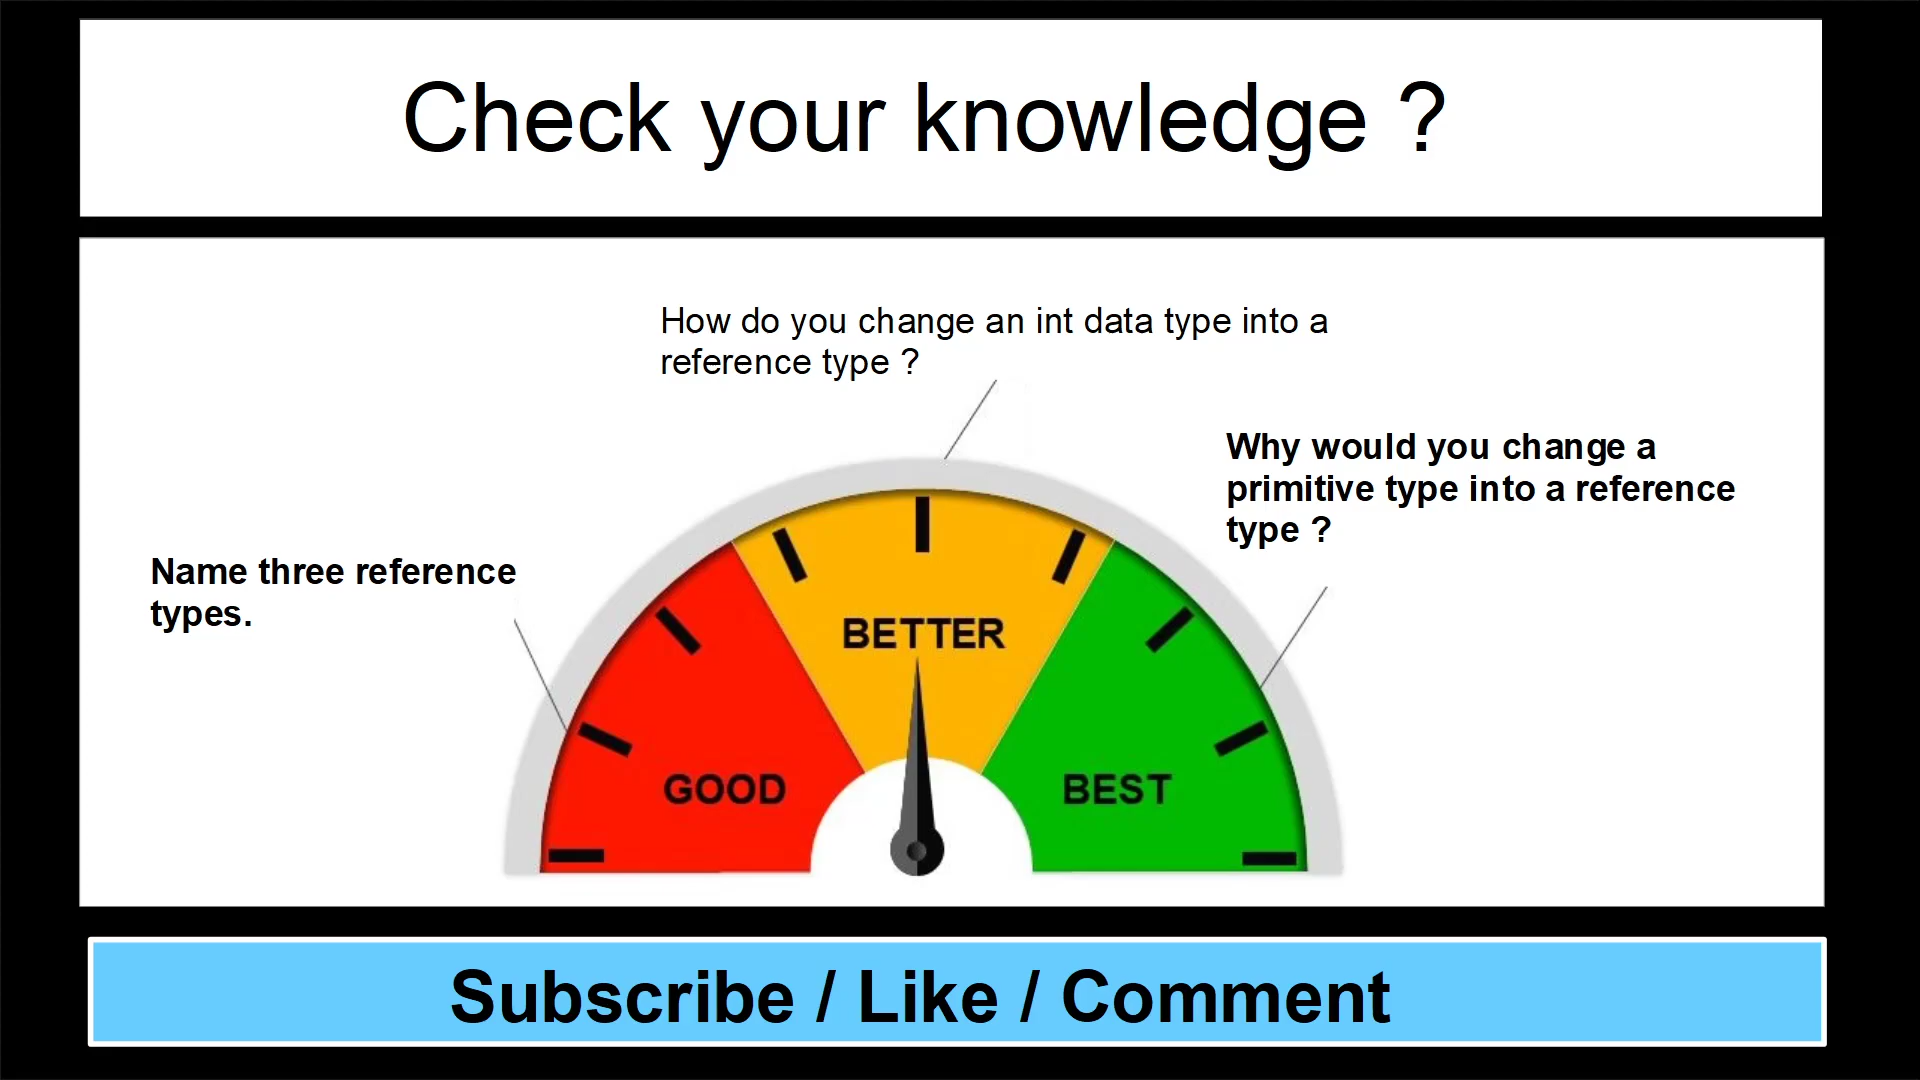 Check your knowledge ?
How do you change an int data type into a
reference type ?
Why would you change a
primitive type into a reference
type ?
Name three reference
types.
BETTER
GOOD
BEST
Subscribe / Like / Comment